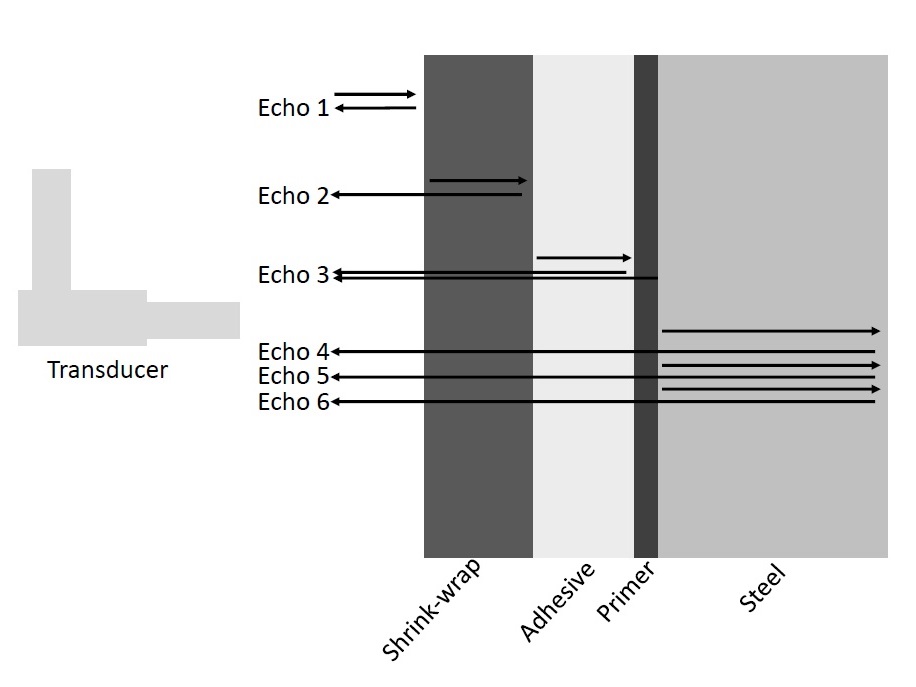 Echo 1
Echo 2
Echo 3
Echo 4
Echo 5
Echo 6
Transducer
Shrink-wrap
Adhesive
Primer
Steel